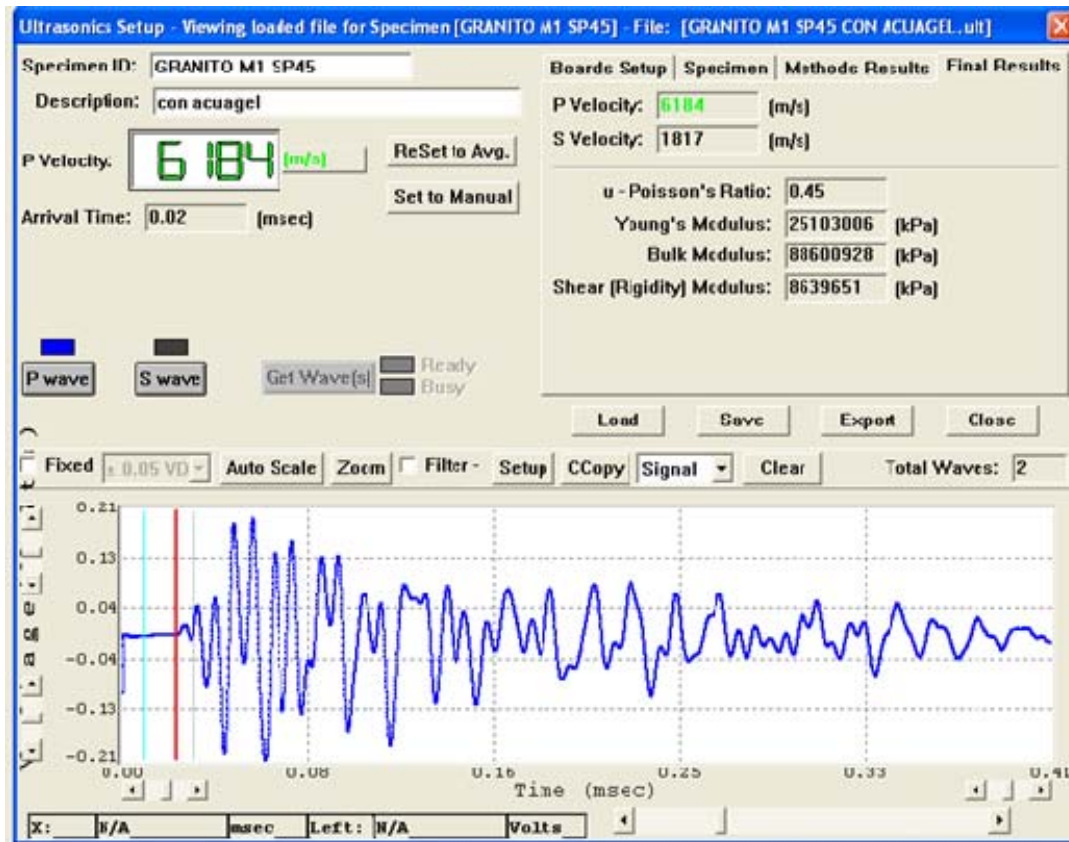 Ultrasonics Setup - Viewing loaded file for Specimen [GRANITO M1 SP45] - File: [GRANITO M1 SP45 CON ACUAGEL.ult]
Specimen ID: GRANITO M1 SP45
Description: con acuagel
P Velocity: 6184 (m/s)
ReSet to Avg.
Set to Manual
Arrival Time: 0.02 (msec)
Boards Setup Specimen Methode Results Final Results
P Velocity: 6184 (m/s)
S Velocity: 1817 (m/s)
u - Poisson's Ratio: 0.45
Young's Modulus: 25103006 (kPa)
Bulk Modulus: 88600928 (kPa)
Shear (Rigidity) Modulus: 8639651 (kPa)
P wave S wave Get Wave(s) Ready
Busy
Load Save Export Close
Fixed ± 0.05 VD Auto Scale Zoom Filter - Setup CCopy Signal Clear Total Waves: 2
0.21
0.13
0.04
-0.04
-0.13
-0.21
0.00 0.08 0.16 0.25 0.33 0.41
Time (msec)
X: N/A msec Left: N/A Volts